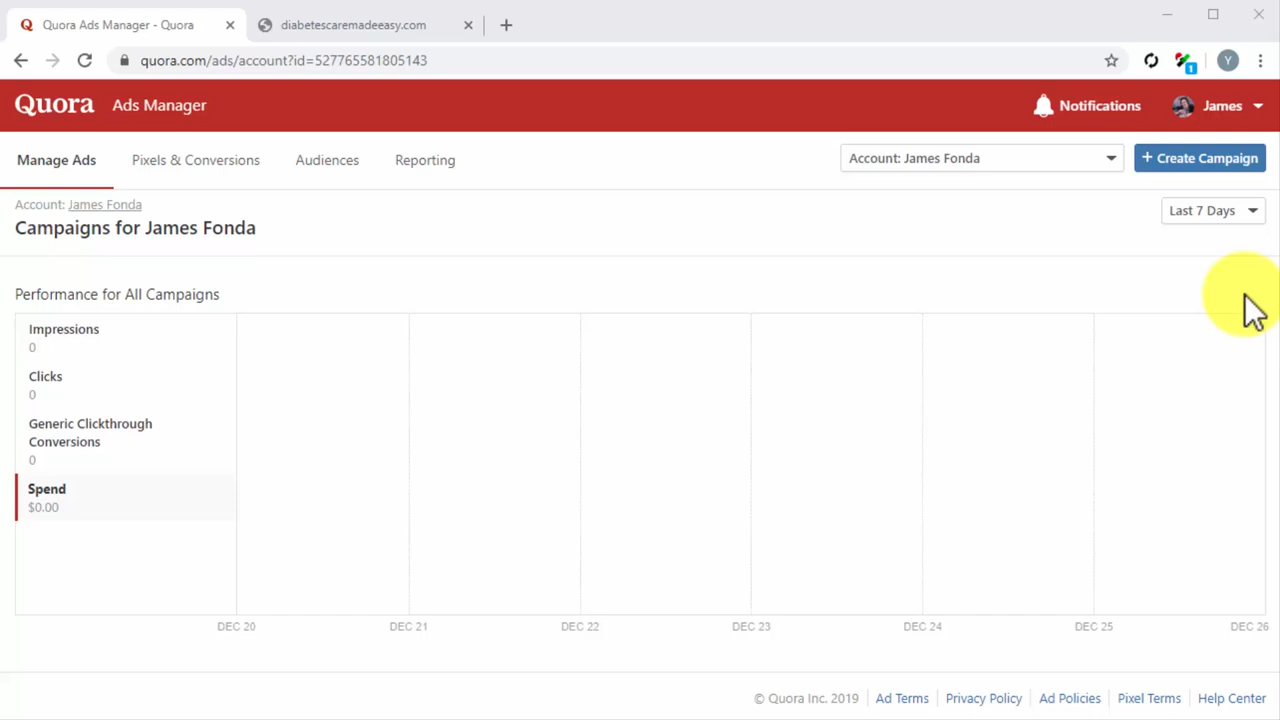 Quora Ads Manager - Quora
diabetescaremadeeasy.com
quora.com/ads/account?id=527765581805143
1
Y
Quora Ads Manager
Notifications
James
Manage Ads
Pixels & Conversions
Audiences
Reporting
Account: James Fonda
+ Create Campaign
Account: James Fonda
Campaigns for James Fonda
Last 7 Days
Performance for All Campaigns
Impressions
0
Clicks
0
Generic Clickthrough
Conversions
0
Spend
$0.00
DEC 20 DEC 21 DEC 22 DEC 23 DEC 24 DEC 25 DEC 26
© Quora Inc. 2019 Ad Terms Privacy Policy Ad Policies Pixel Terms Help Center